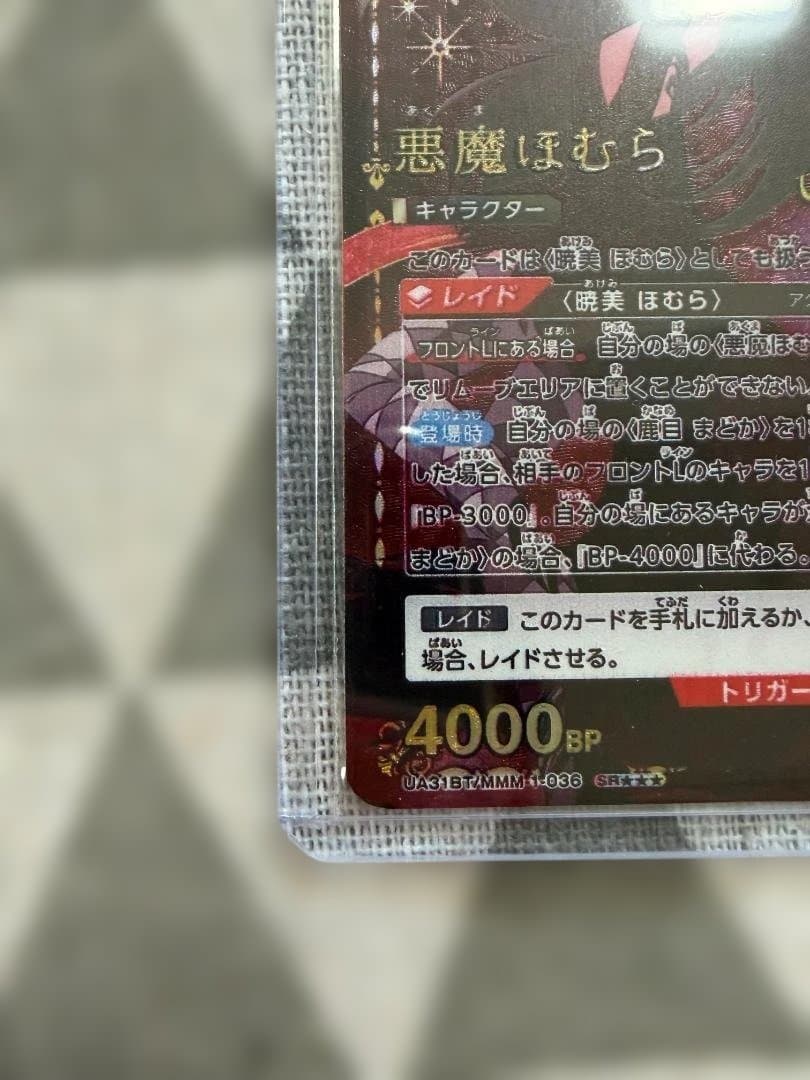 あくま
悪魔ほむら
キャラクター
このカードは〈暁美 ほむら〉としても扱う
レイド 〈暁美 ほむら〉
フロントLにある場合 自分の場の〈悪魔ほむ
でリムーブエリアに置くことができない。
登場時 自分の場の〈鹿目 まどか〉を1
した場合、相手のフロントLのキャラを1
『BP-3000』.自分の場にあるキャラが
まどか〉の場合、『BP-4000』に代わる。
レイド このカードを手札に加えるか、
場合、レイドさせる。
トリガー
4000BP
UA31BT/MMM-1-036 SR★★★